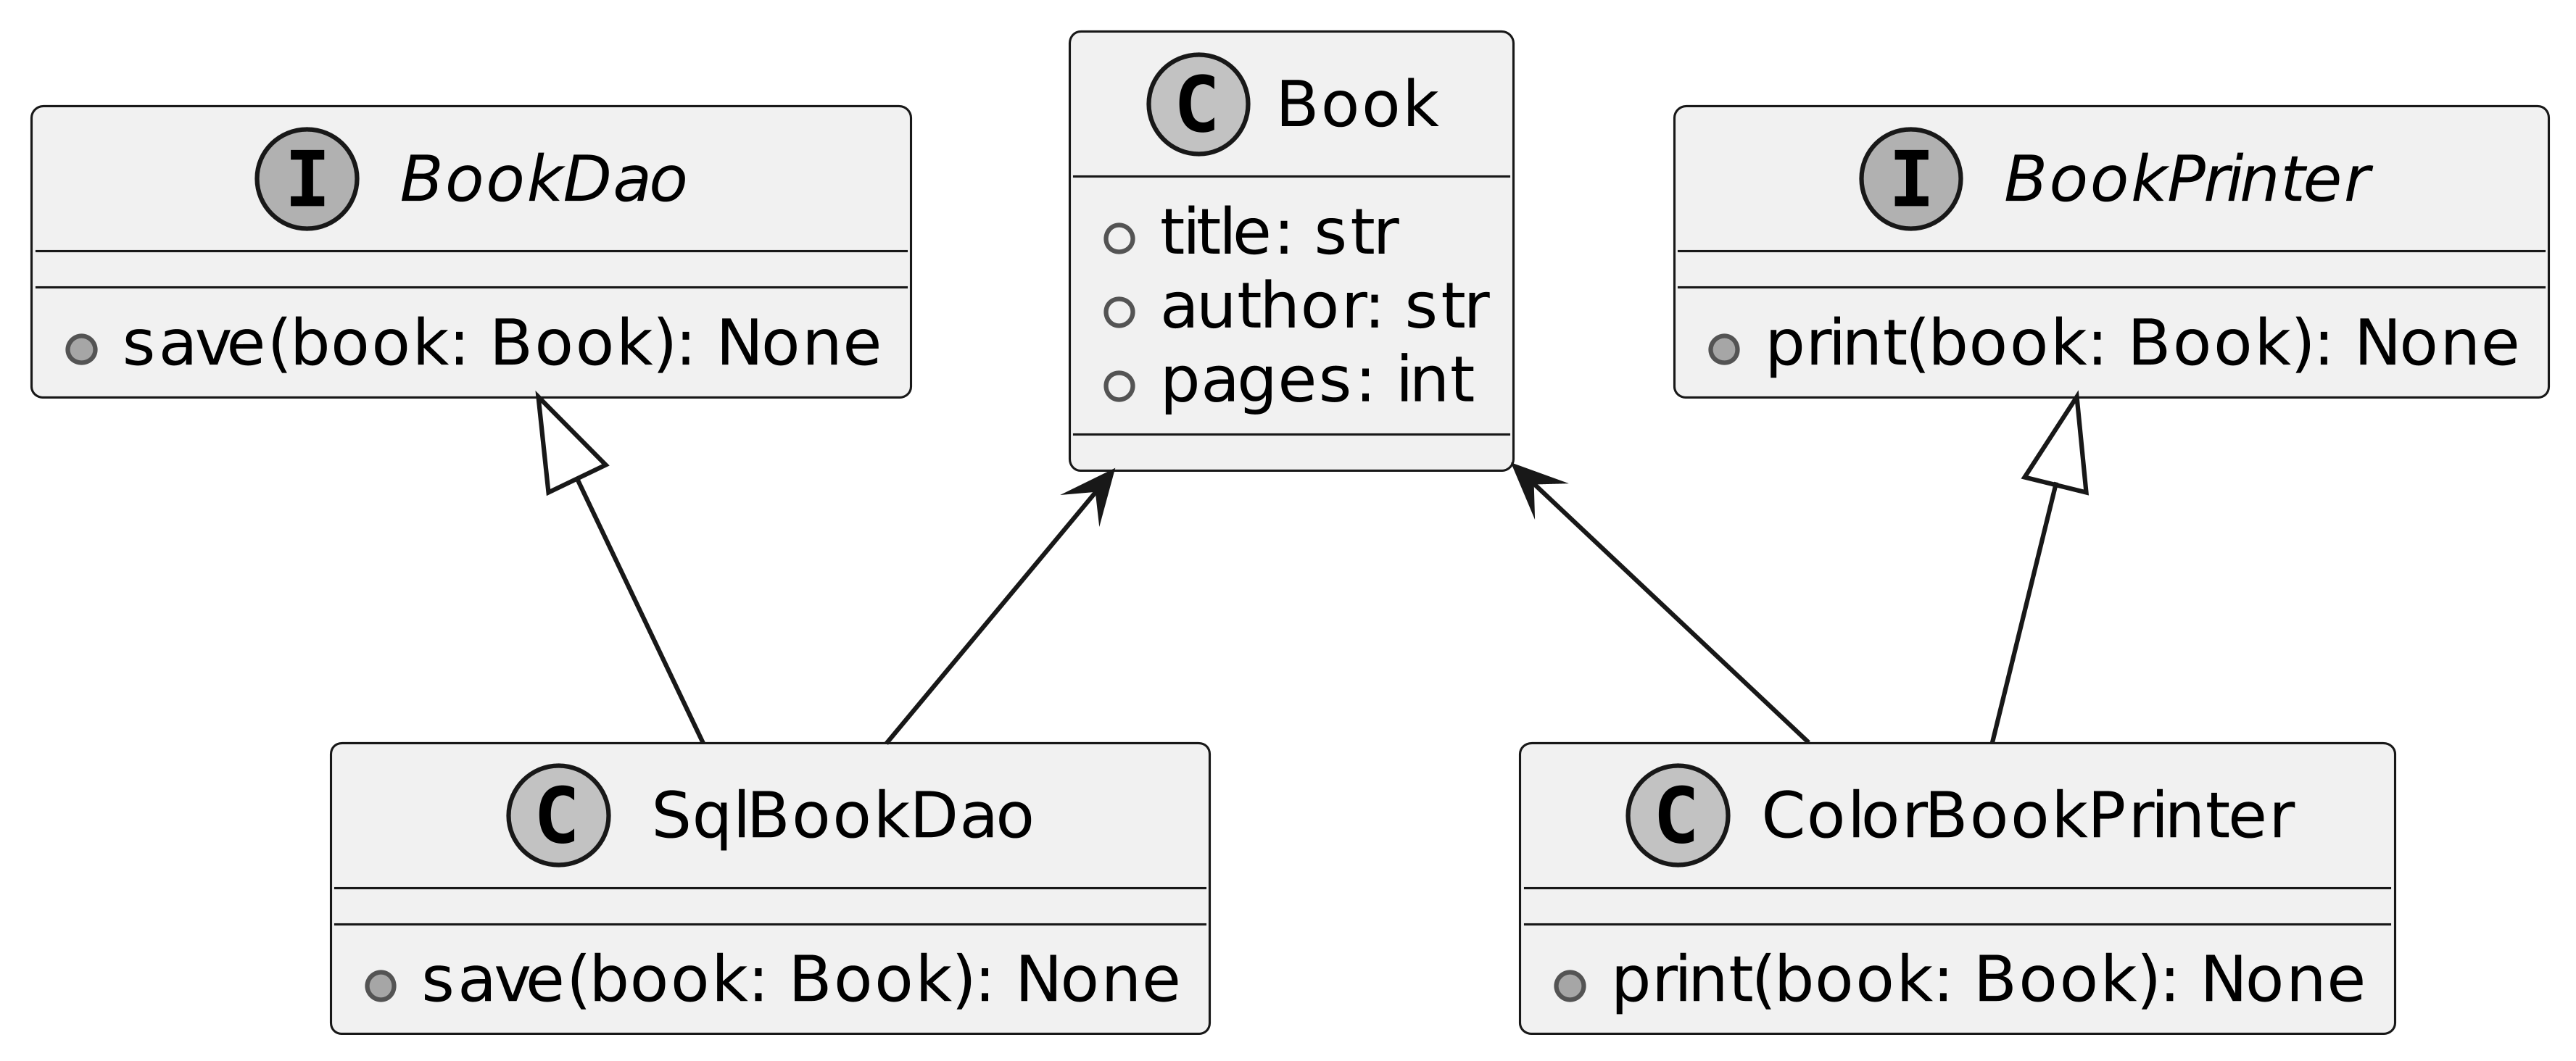 I BookDao
save(book: Book): None
C Book
title: str
author: str
pages: int
I BookPrinter
print(book: Book): None
C SqlBookDao
save(book: Book): None
C ColorBookPrinter
print(book: Book): None